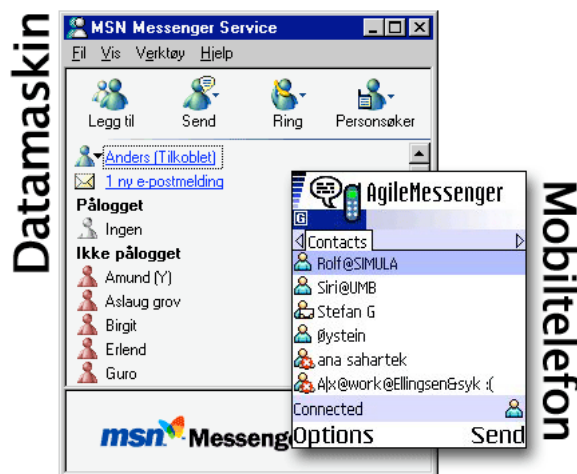 Datamaskin
MSN Messenger Service
Fil Vis Verktøy Hjelp
Legg til Send Ring Personsøker
Anders (Tilkoblet)
1 ny e-postmelding
Pålogget
Ingen
Ikke pålogget
Amund (Y)
Aslaug grov
Birgit
Erlend
Guro
msn Messenge
AgileMessenger
G
Contacts
Rolf@SIMULA
Siri@UMB
Stefan G
Øystein
ana sahartek
A|x@work@Ellingsen&syk :(
Connected
Options Send
Mobiltelefon